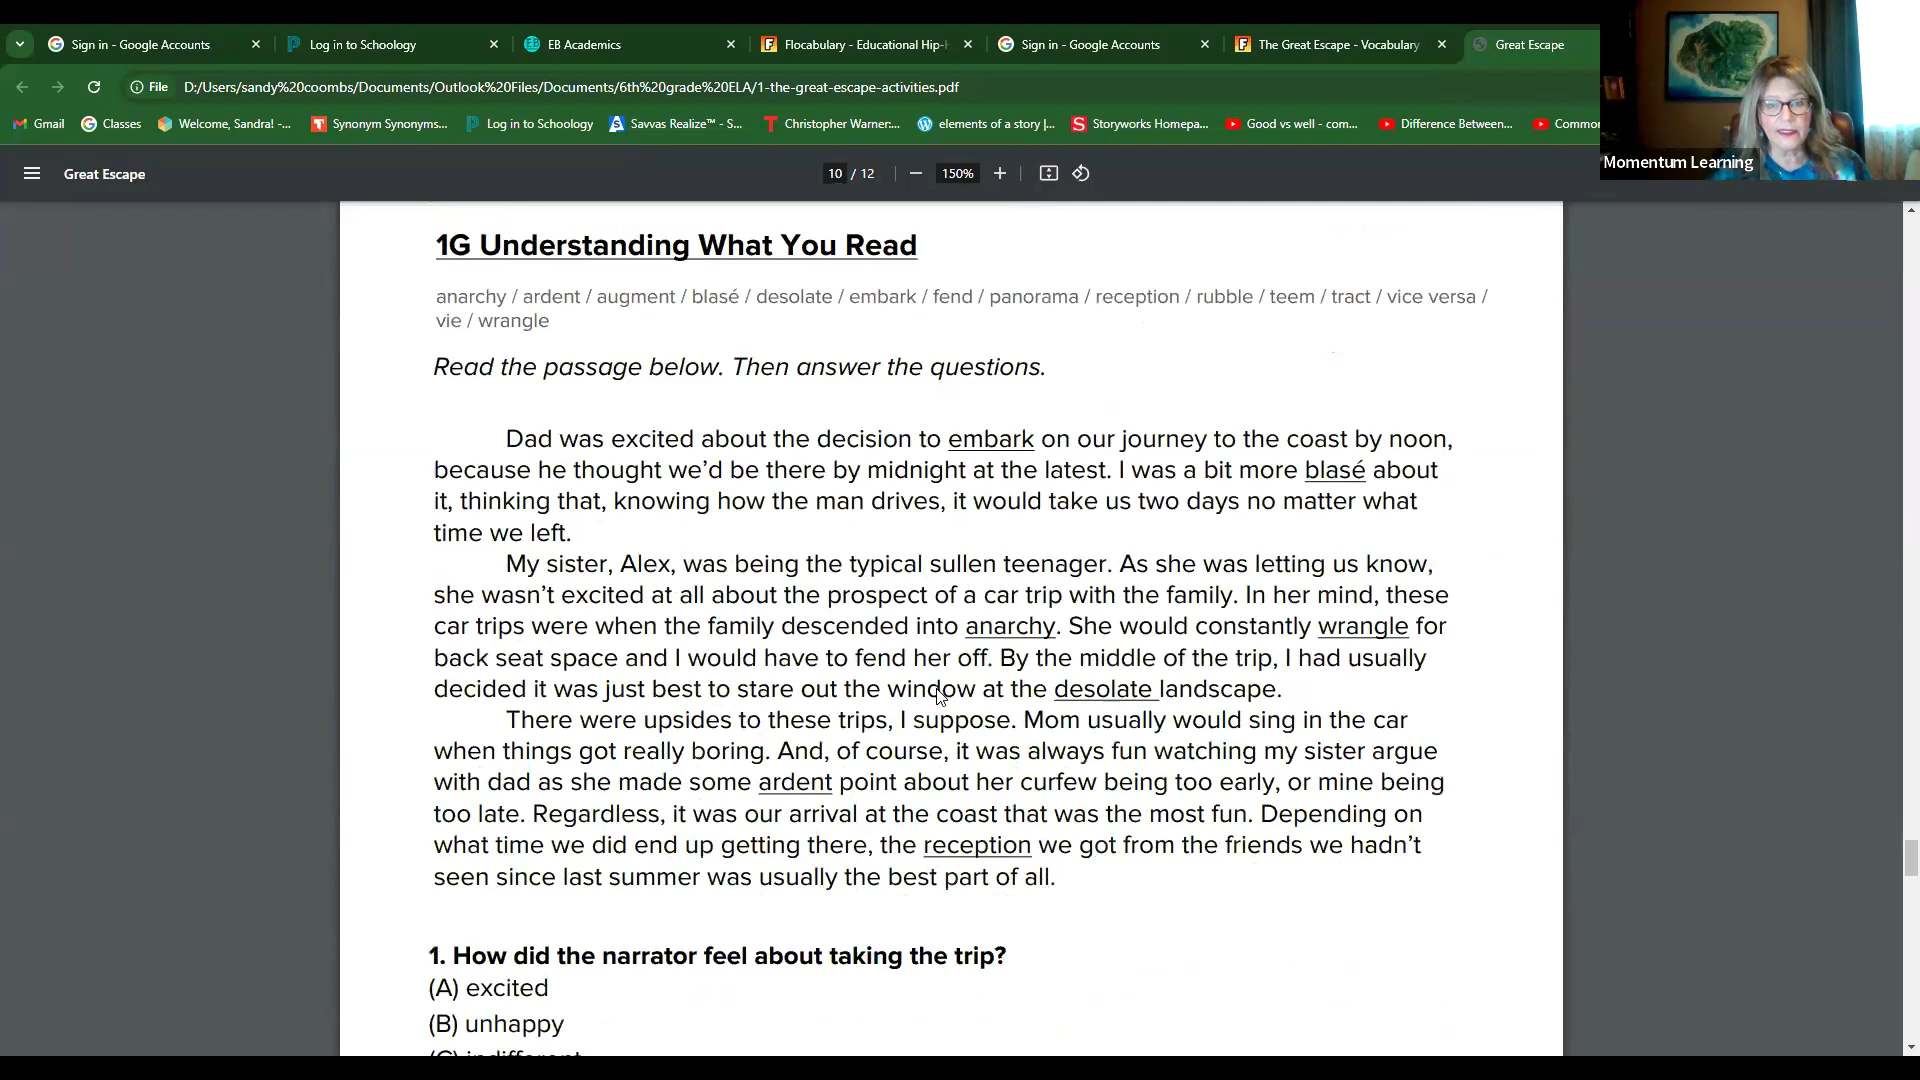 Sign in - Google Accounts
Log in to Schoology
EB Academics
Flocabulary - Educational Hip-
Sign in - Google Accounts
The Great Escape - Vocabulary
Great Escape
File
D:/Users/sandy%20coombs/Documents/Outlook%20Files/Documents/6th%20grade%20ELA/1-the-great-escape-activities.pdf
Gmail
Classes
Welcome, Sandra! -...
Synonym Synonyms...
Log in to Schoology
Savvas Realize™ - S...
Christopher Warner:...
elements of a story |...
Storyworks Homepa...
Good vs well - com...
Difference Between...
Commo
Momentum Learning
Great Escape
10 / 12
150%
1G Understanding What You Read
anarchy / ardent / augment / blasé / desolate / embark / fend / panorama / reception / rubble / teem / tract / vice versa /
vie / wrangle
Read the passage below. Then answer the questions.
Dad was excited about the decision to embark on our journey to the coast by noon,
because he thought we’d be there by midnight at the latest. I was a bit more blasé about
it, thinking that, knowing how the man drives, it would take us two days no matter what
time we left.
My sister, Alex, was being the typical sullen teenager. As she was letting us know,
she wasn’t excited at all about the prospect of a car trip with the family. In her mind, these
car trips were when the family descended into anarchy. She would constantly wrangle for
back seat space and I would have to fend her off. By the middle of the trip, I had usually
decided it was just best to stare out the window at the desolate landscape.
There were upsides to these trips, I suppose. Mom usually would sing in the car
when things got really boring. And, of course, it was always fun watching my sister argue
with dad as she made some ardent point about her curfew being too early, or mine being
too late. Regardless, it was our arrival at the coast that was the most fun. Depending on
what time we did end up getting there, the reception we got from the friends we hadn’t
seen since last summer was usually the best part of all.
1. How did the narrator feel about taking the trip?
(A) excited
(B) unhappy
(C) indifferent